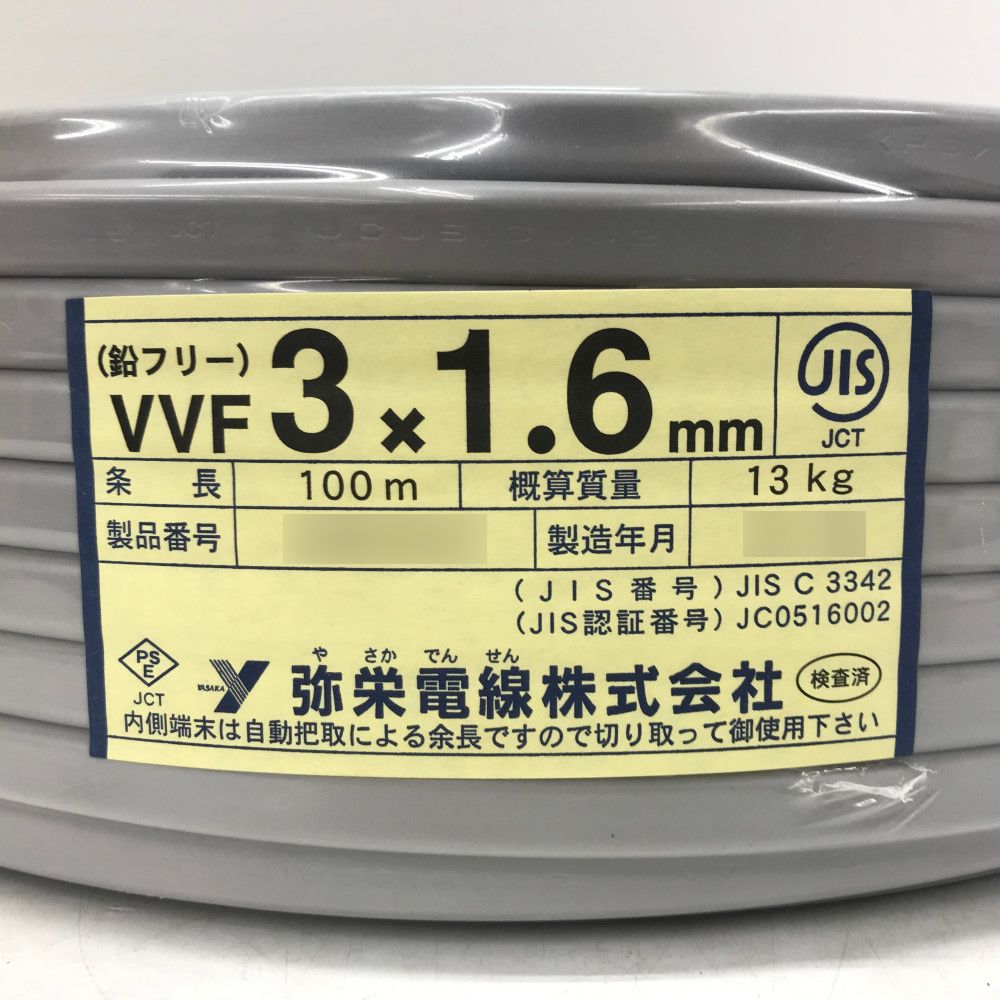 JCT JC0516002
(鉛フリー)
VVF 3×1.6mm
JIS
JCT
条長 100m 概算質量 13kg
製品番号 製造年月
(JIS番号) JIS C 3342
(JIS認証番号) JC0516002
や さか でん せん
PSE
JCT
YASAKA
弥栄電線株式会社
検査済
内側端末は自動把取による余長ですので切り取って御使用下さい